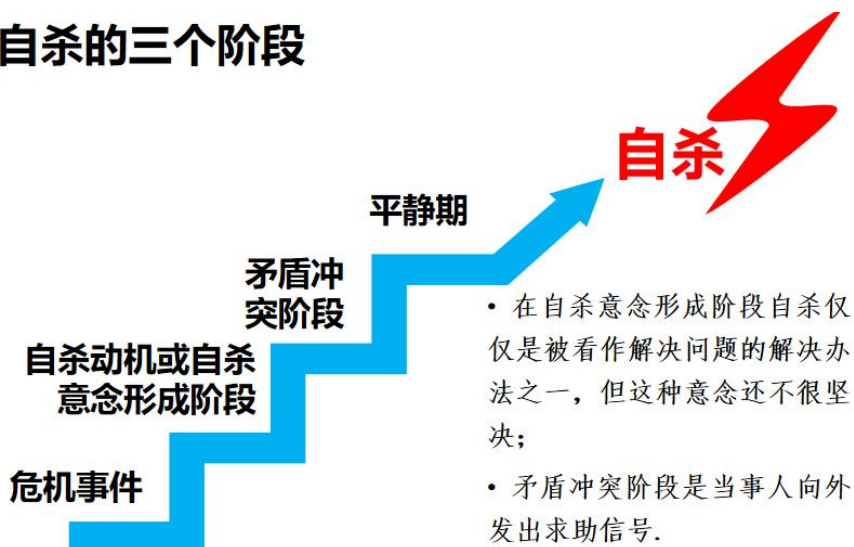 自杀的三个阶段
自杀
平静期
矛盾冲
突阶段
自杀动机或自杀
意念形成阶段
危机事件
• 在自杀意念形成阶段自杀仅
仅是被看作解决问题的解决办
法之一，但这种意念还不很坚
决；
• 矛盾冲突阶段是当事人向外
发出求助信号.